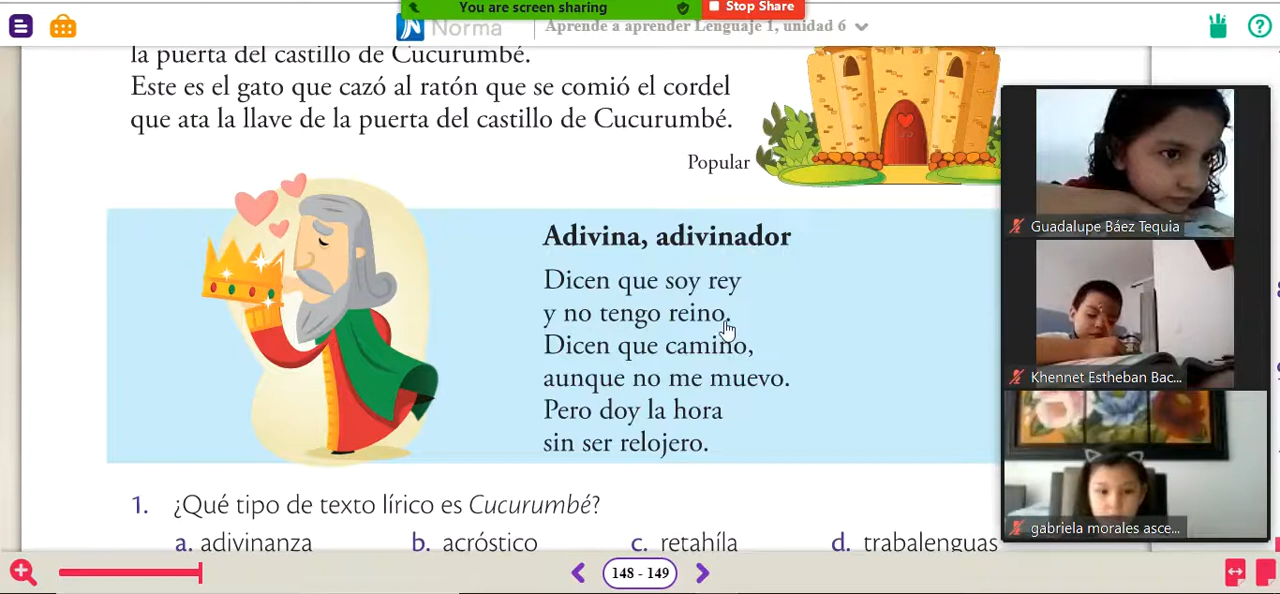 You are screen sharing
Stop Share
Norma
Aprende a aprender Lenguaje 1, unidad 6
la puerta del castillo de Cucurumbé.
Este es el gato que cazó al ratón que se comió el cordel
que ata la llave de la puerta del castillo de Cucurumbé.
Popular
Adivina, adivinador
Dicen que soy rey
y no tengo reino.
Dicen que camino,
aunque no me muevo.
Pero doy la hora
sin ser relojero.
1. ¿Qué tipo de texto lírico es Cucurumbé?
a. adivinanza b. acróstico c. retahíla d. trabalenguas
148 - 149
Guadalupe Báez Tequia
Khennet Estheban Bac...
gabriela morales asce...